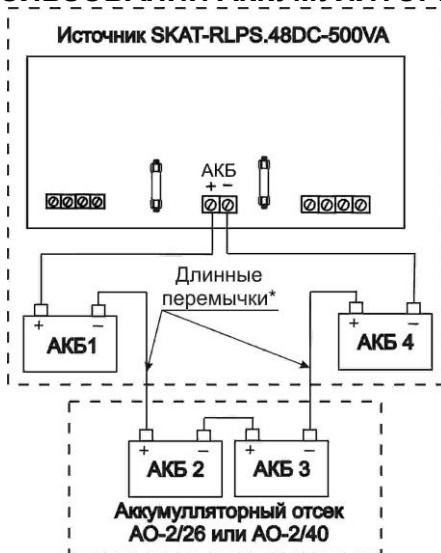 Источник SKAT-RLPS.48DC-500VA
АКБ
+ −
Длинные
перемычки*
+ −
АКБ1
+ −
АКБ 4
+ −
АКБ 2
+ −
АКБ 3
Аккумулляторный отсек
АО-2/26 или АО-2/40